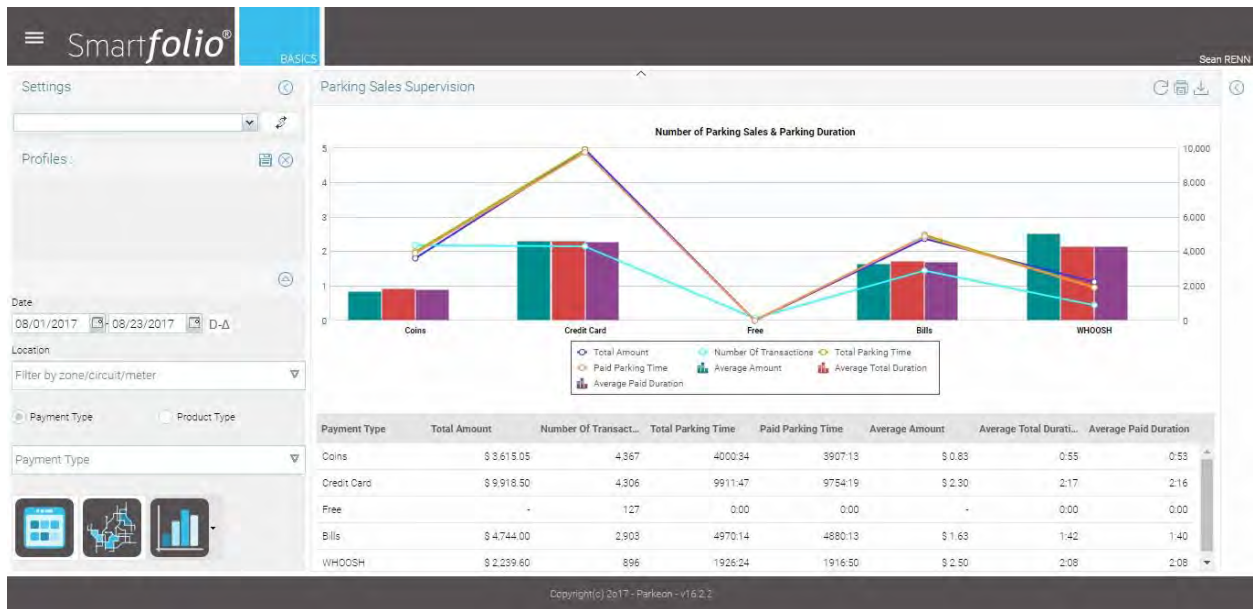 Smartfolio®
BASICS
Sean RENN
Settings
Profiles :
Date
08/01/2017 - 08/23/2017 D-Δ
Location
Filter by zone/circuit/meter
Payment Type Product Type
Payment Type
Parking Sales Supervision
Number of Parking Sales & Parking Duration
5 10,000
4 8,000
3 6,000
2 4,000
1 2,000
0 0
Coins Credit Card Free Bills WHOOSH
Total Amount Number Of Transactions Total Parking Time
Paid Parking Time Average Amount Average Total Duration
Average Paid Duration
Payment Type Total Amount Number Of Transact... Total Parking Time Paid Parking Time Average Amount Average Total Durati... Average Paid Duration
Coins $ 3,615.05 4,367 4000:34 3907:13 $ 0.83 0:55 0:53
Credit Card $ 9,918.50 4,306 9911:47 9754:19 $ 2.30 2:17 2:16
Free - 127 0:00 0:00 - 0:00 0:00
Bills $ 4,744.00 2,903 4970:14 4880:13 $ 1.63 1:42 1:40
WHOOSH $ 2,239.60 896 1926:24 1916:50 $ 2.50 2:08 2:08
Copyright(c) 2o17 - Parkeon - v16.2.2